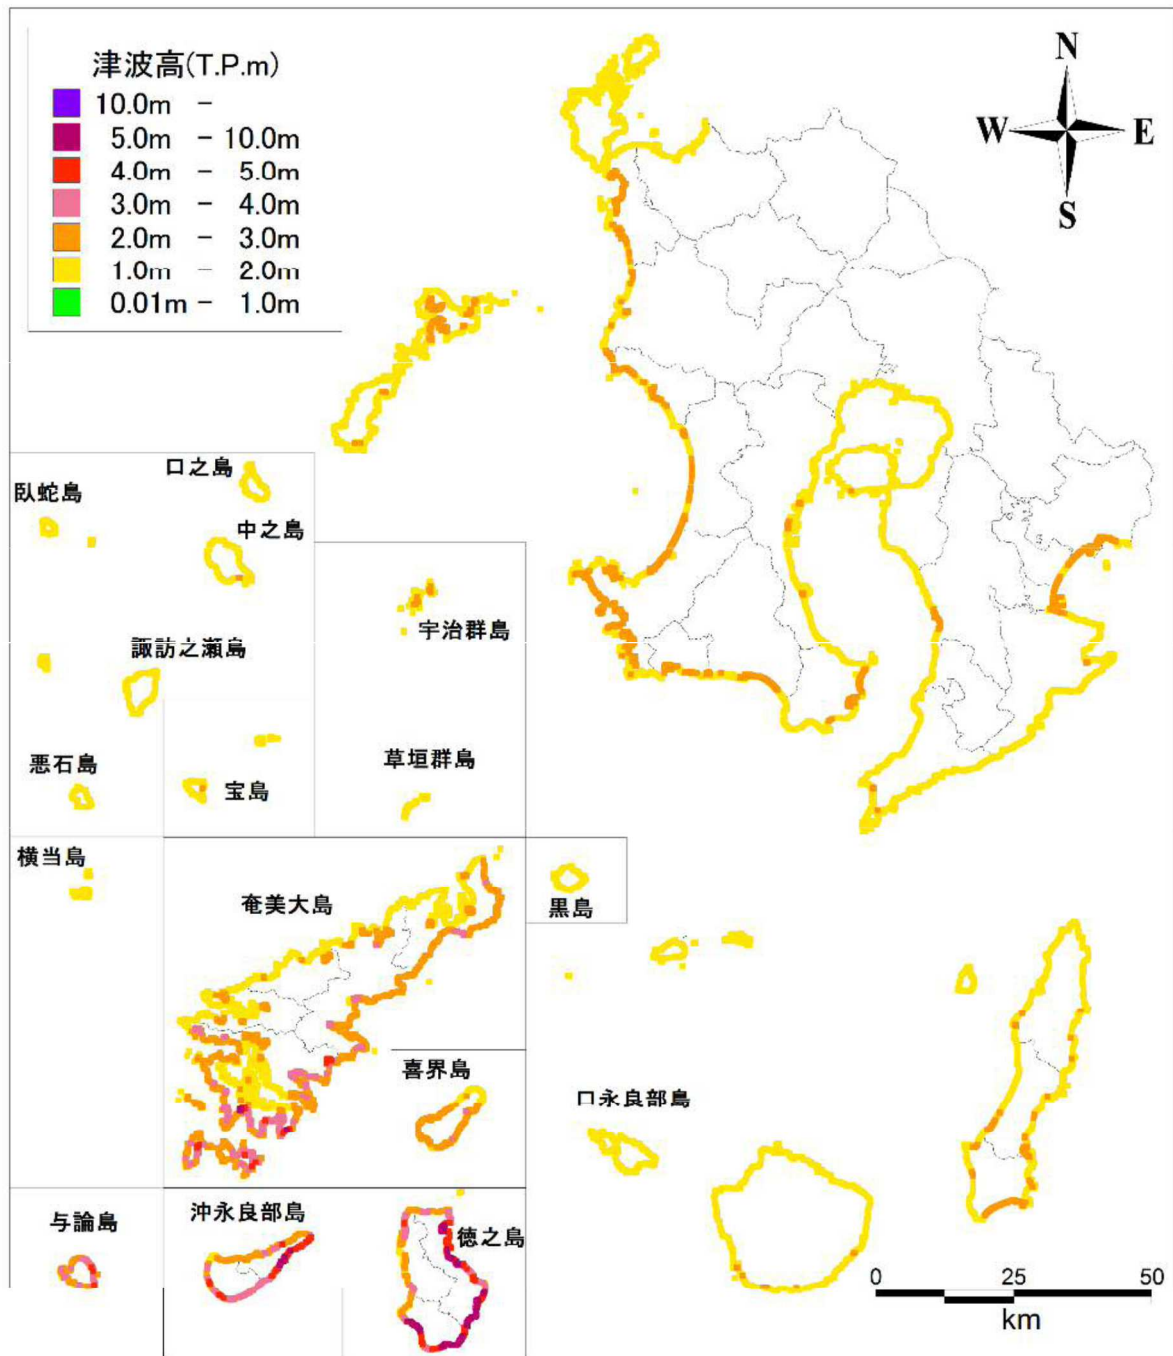 津波高(T.P.m)
10.0m -
5.0m - 10.0m
4.0m - 5.0m
3.0m - 4.0m
2.0m - 3.0m
1.0m - 2.0m
0.01m - 1.0m
N
W E
S
口之島
臥蛇島
中之島
宇治群島
諏訪之瀬島
悪石島
宝島
草垣群島
横当島
奄美大島
黒島
喜界島
口永良部島
与論島
沖永良部島
徳之島
0 25 50
km